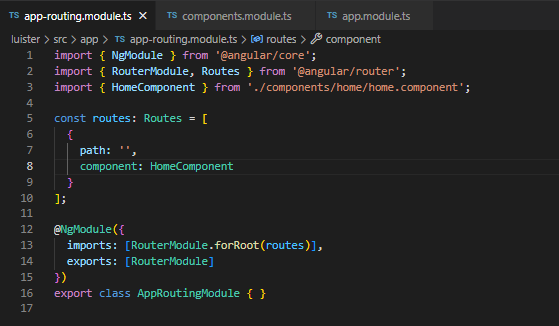 TS app-routing.module.ts ×
TS components.module.ts
TS app.module.ts
luister > src > app > TS app-routing.module.ts > routes > component
1 import { NgModule } from '@angular/core';
2 import { RouterModule, Routes } from '@angular/router';
3 import { HomeComponent } from './components/home/home.component';
4
5 const routes: Routes = [
6   {
7     path: '',
8     component: HomeComponent
9   }
10 ];
11
12 @NgModule({
13   imports: [RouterModule.forRoot(routes)],
14   exports: [RouterModule]
15 })
16 export class AppRoutingModule { }
17